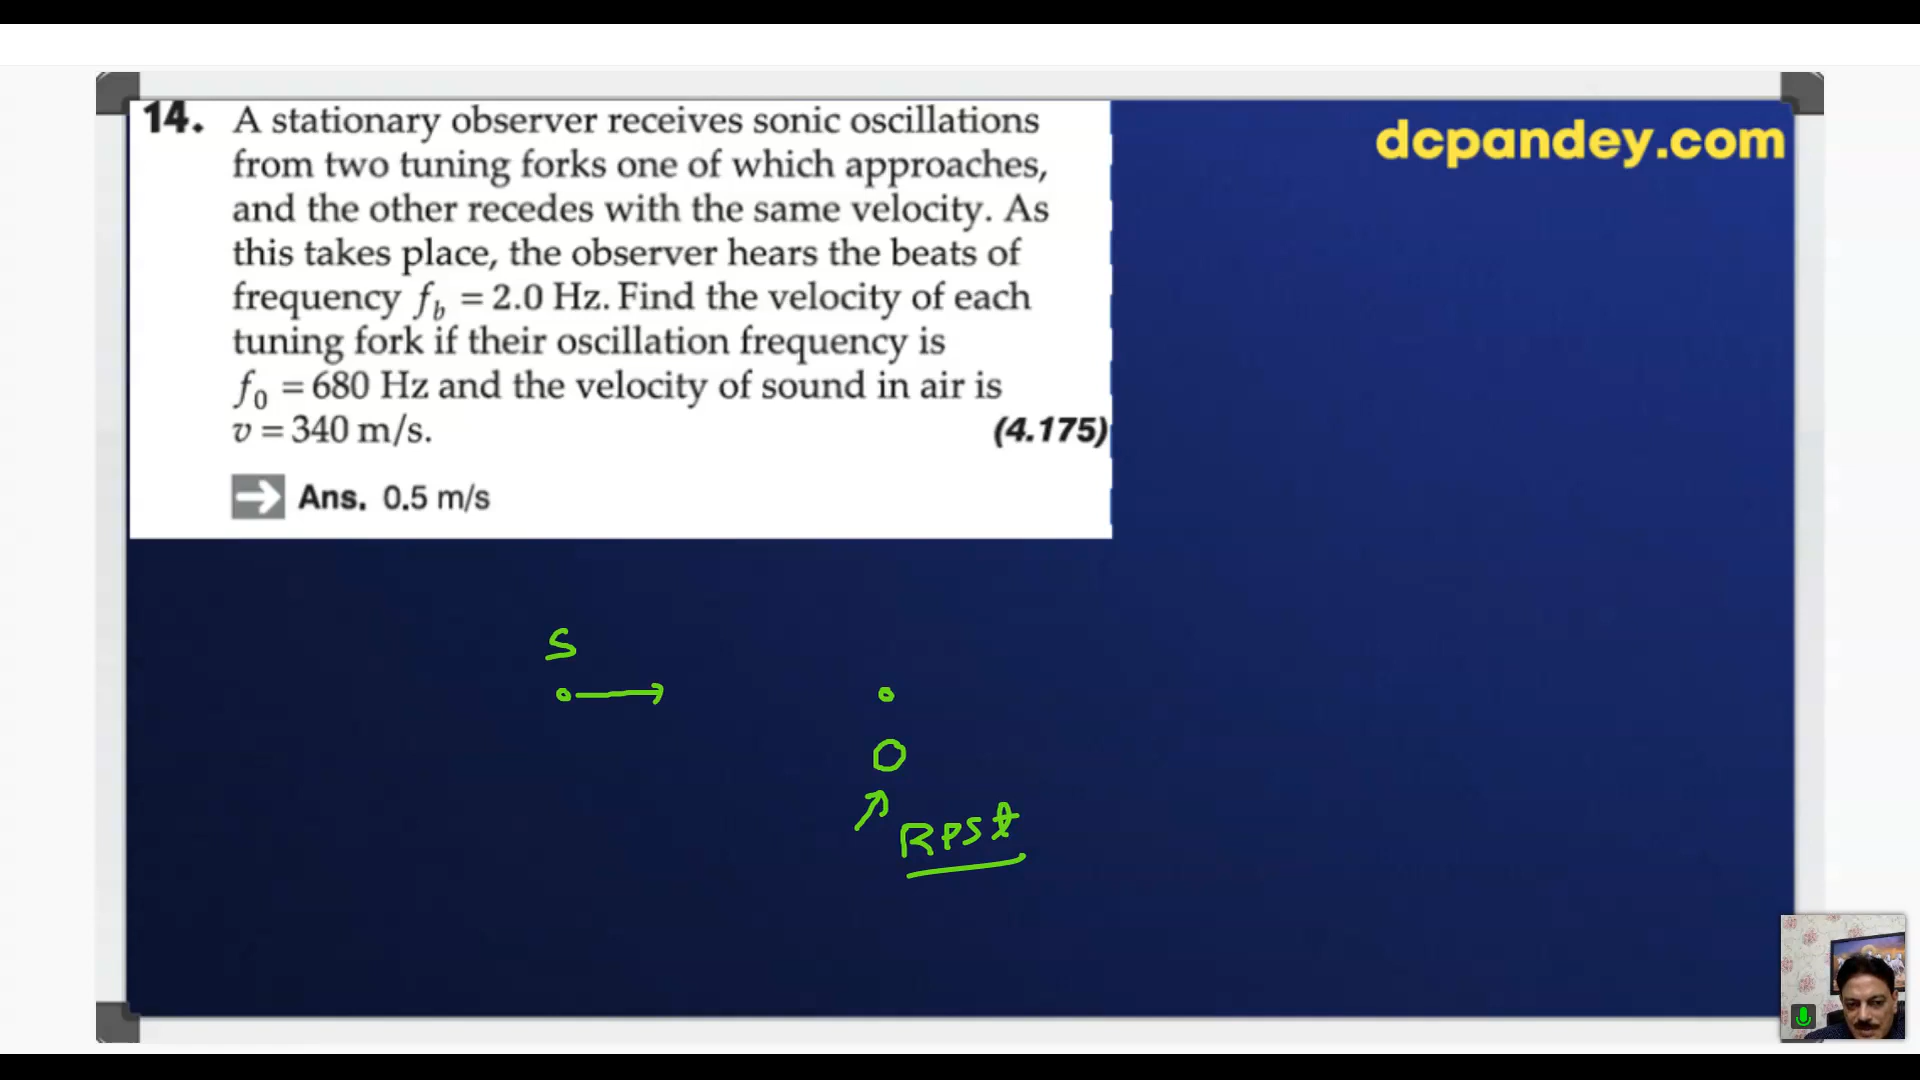 14. A stationary observer receives sonic oscillations
from two tuning forks one of which approaches,
and the other recedes with the same velocity. As
this takes place, the observer hears the beats of
frequency f_b = 2.0 Hz. Find the velocity of each
tuning fork if their oscillation frequency is
f_0 = 680 Hz and the velocity of sound in air is
v = 340 m/s. (4.175)
Ans. 0.5 m/s
dcpandey.com
S
O